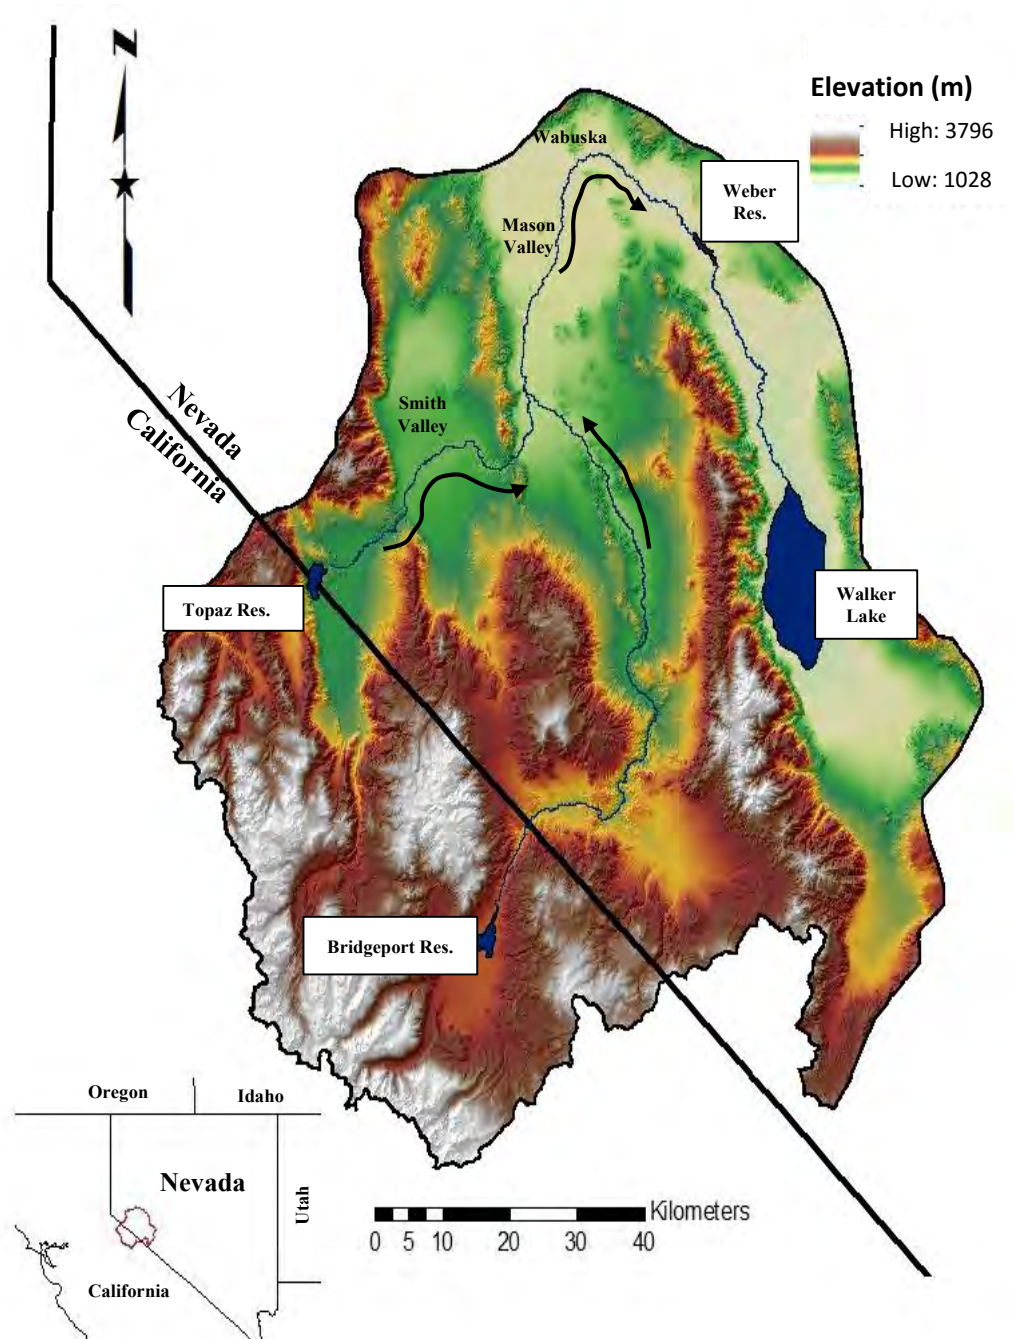 N
Elevation (m)
High: 3796
Low: 1028
Wabuska
Weber
Res.
Mason
Valley
Nevada
California
Smith
Valley
Topaz Res.
Walker
Lake
Bridgeport Res.
Oregon
Idaho
Nevada
Utah
California
Kilometers
0 5 10 20 30 40